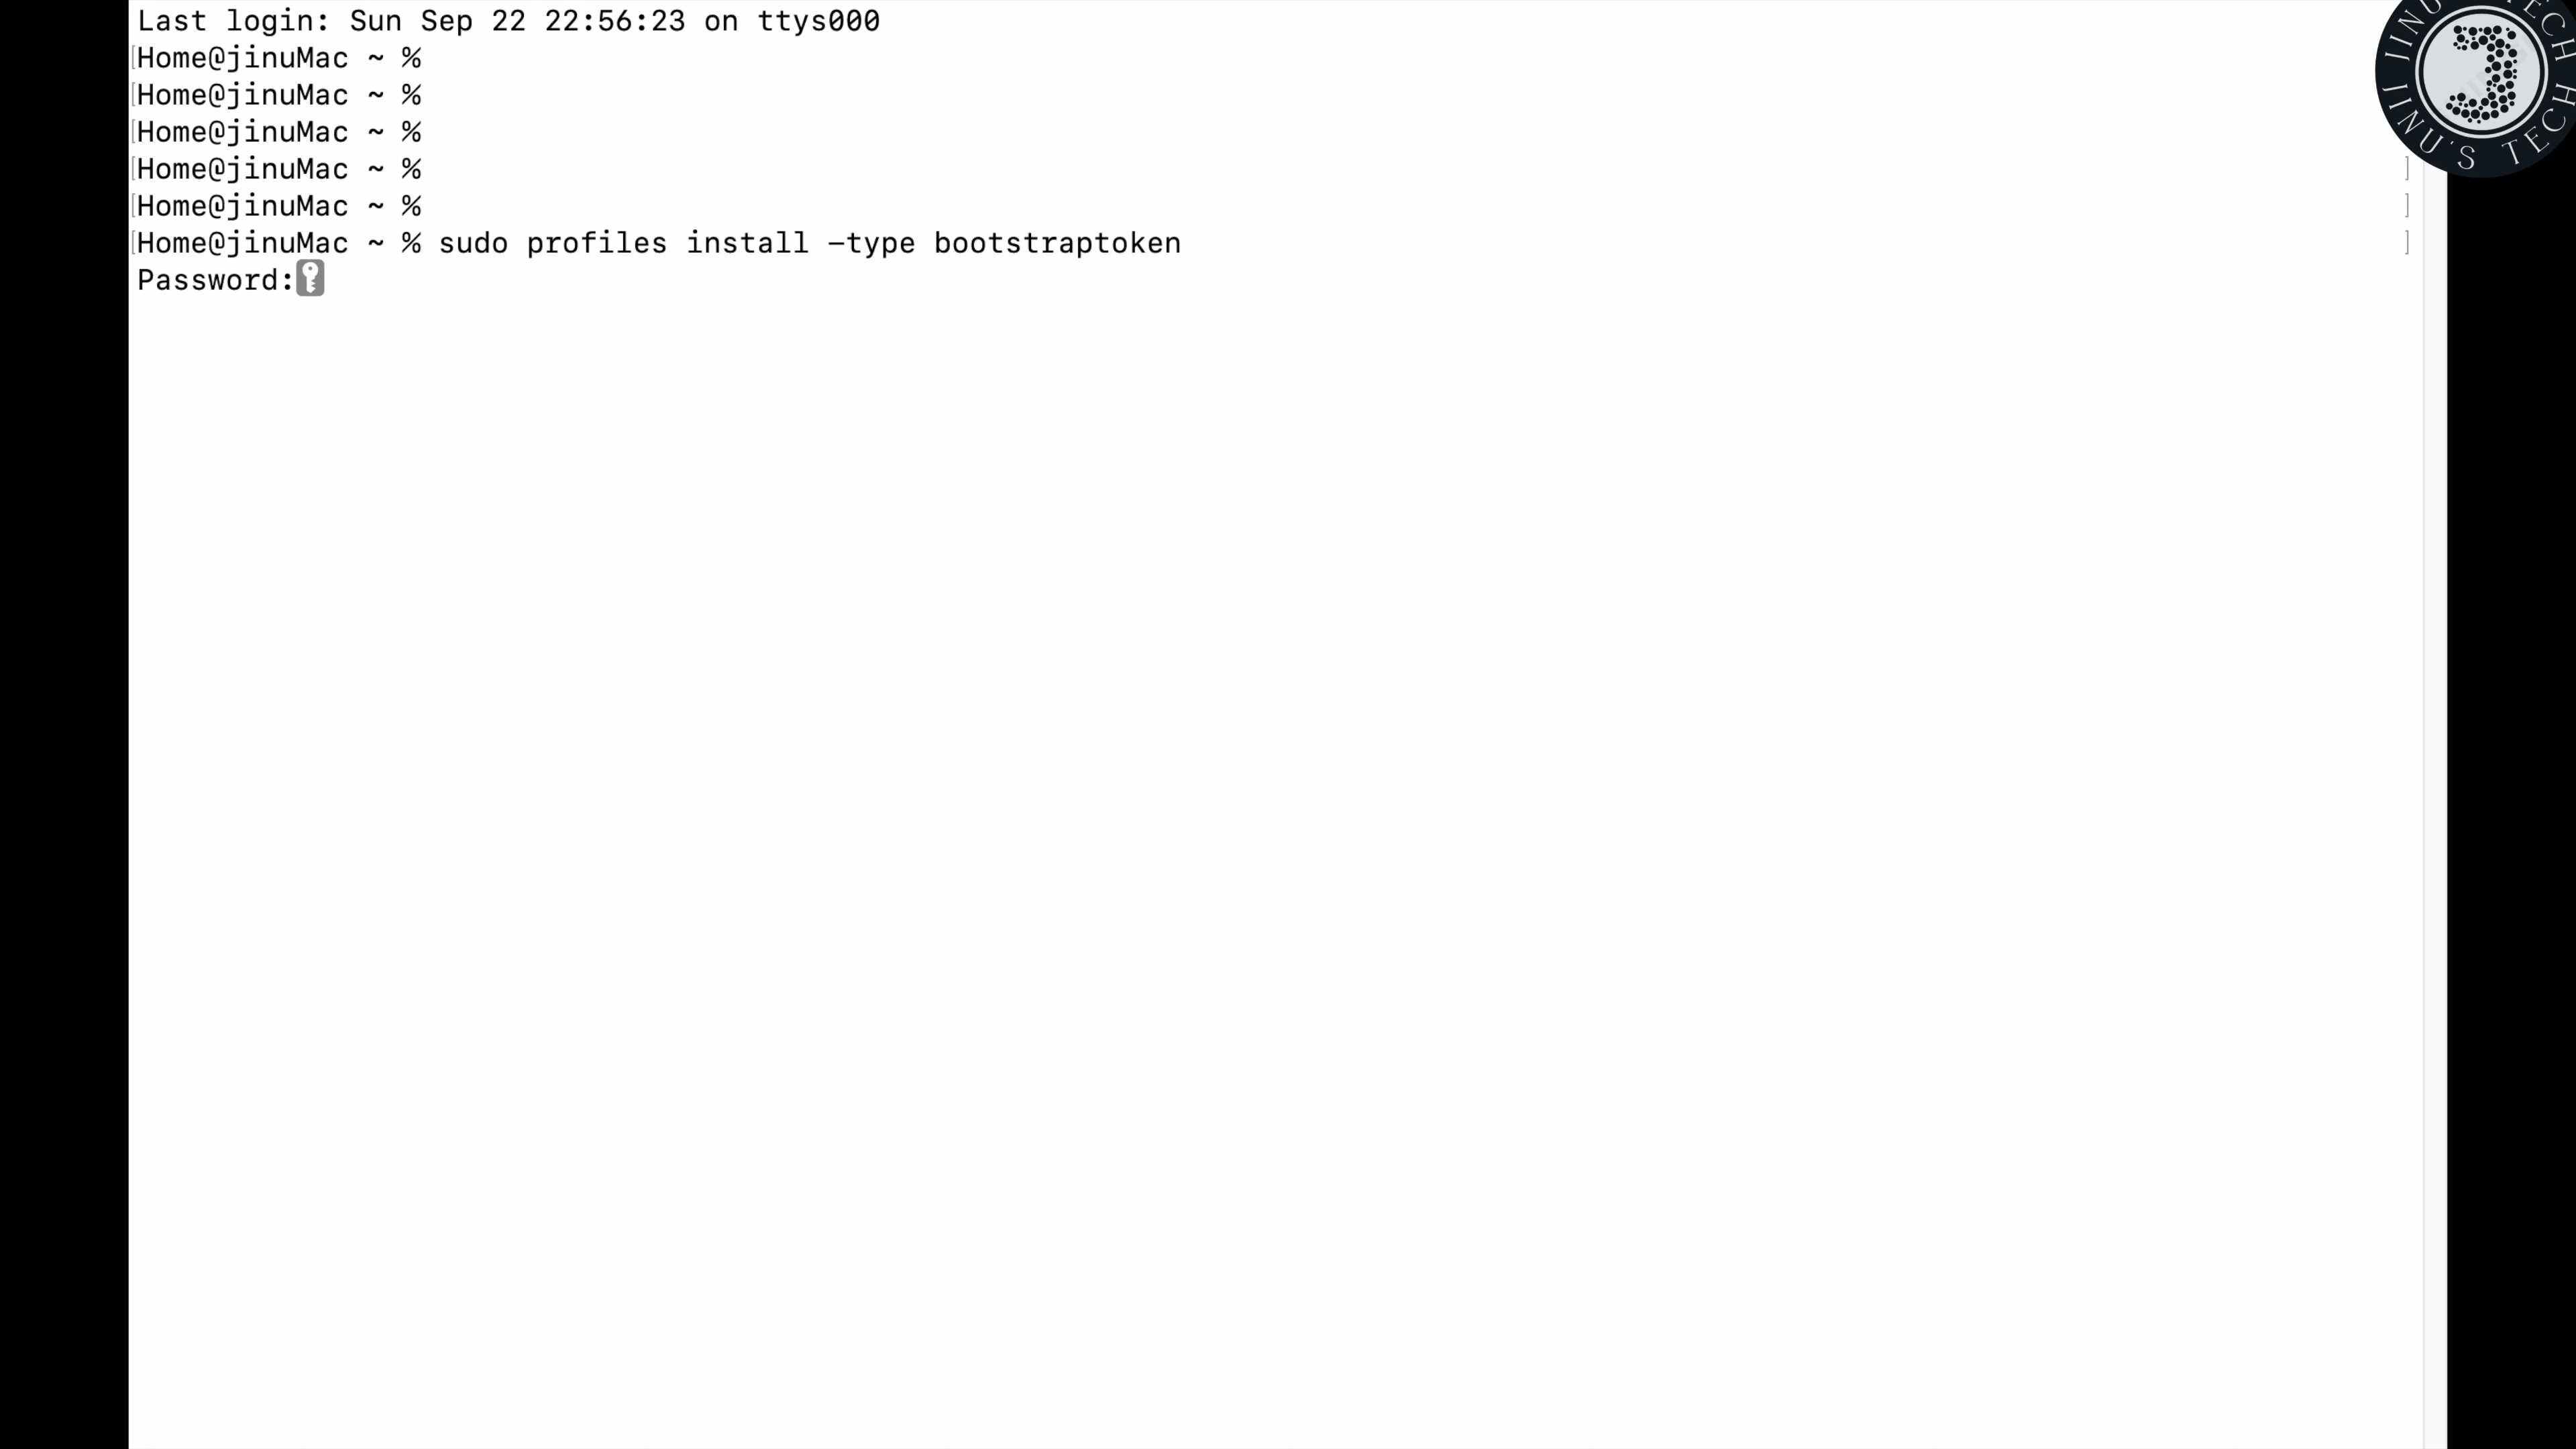 Last login: Sun Sep 22 22:56:23 on ttys000
[Home@jinuMac ~ %
[Home@jinuMac ~ %
[Home@jinuMac ~ %
[Home@jinuMac ~ % ]
[Home@jinuMac ~ % ]
[Home@jinuMac ~ % sudo profiles install -type bootstraptoken ]
Password:
JINU'S TECH